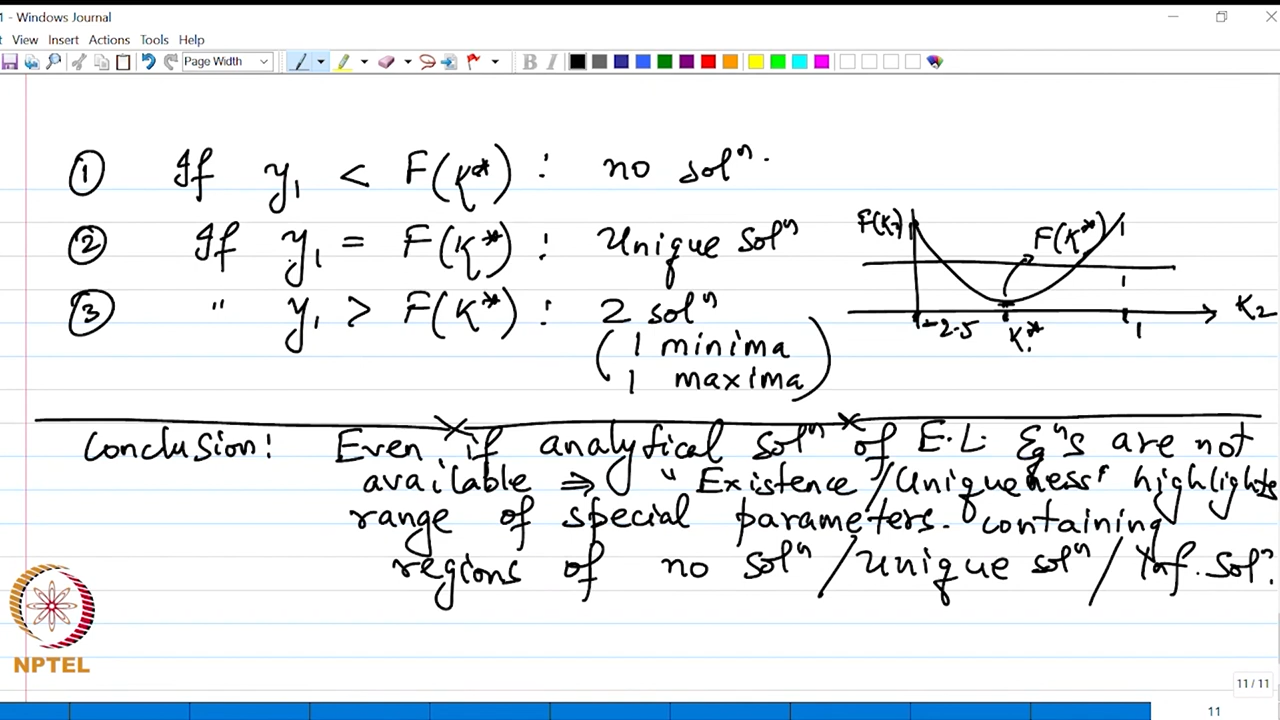 1 - Windows Journal
View Insert Actions Tools Help
Page Width
① If y₁ < F(K*) : no solⁿ.
② If y₁ = F(K*) : Unique Solⁿ
③ " y₁ > F(K*) : 2 solⁿ
( 1 minima
1 maxima )
F(K₂)
F(K*)
-2.5
K*
1
K₂
Conclusion! Even if analytical solⁿ of E.L. Eqⁿs are not
available ⇒ "Existence/Uniqueness" highlights
range of special parameters. containing
regions of no solⁿ / Unique solⁿ / Inf. Solⁿ.
NPTEL
11 / 11
11